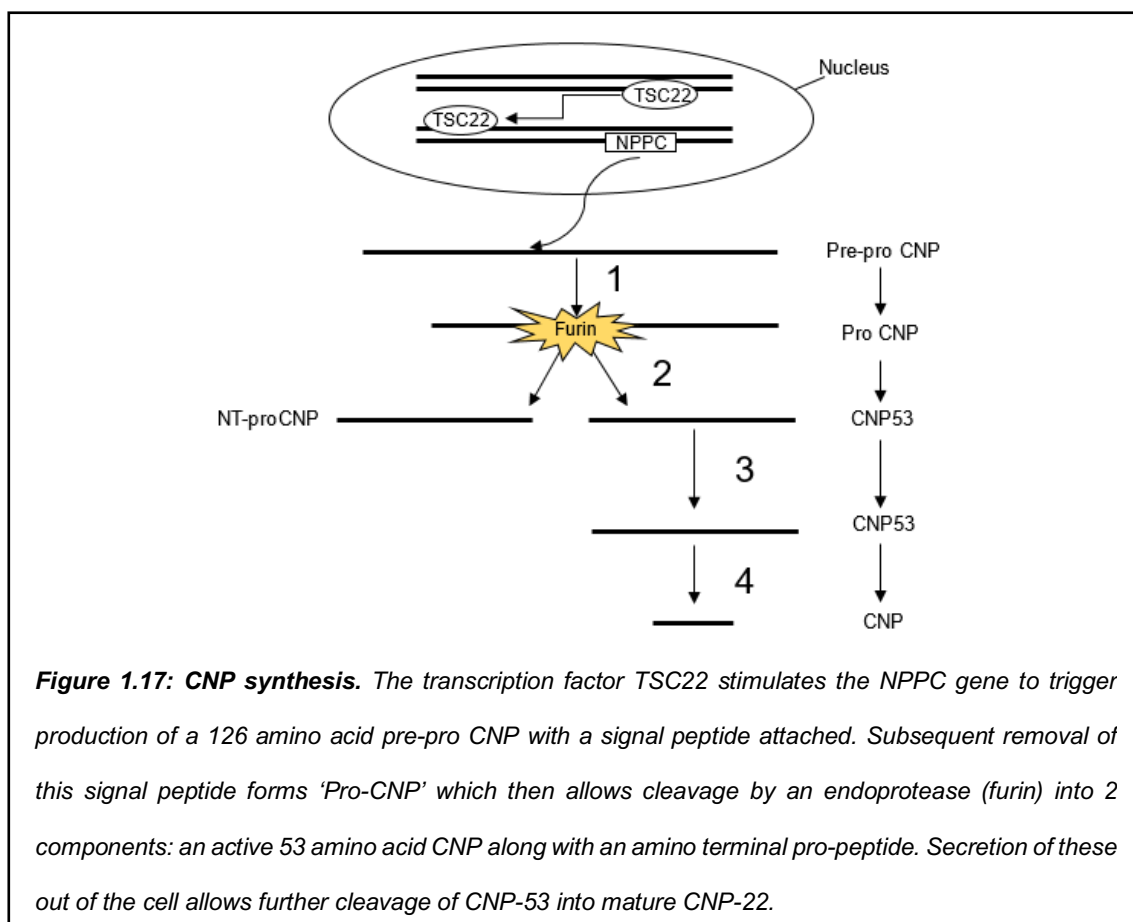 Nucleus
TSC22
TSC22
NPPC
Pre-pro CNP
1
Furin
Pro CNP
2
NT-proCNP
CNP53
3
CNP53
4
CNP
Figure 1.17: CNP synthesis. The transcription factor TSC22 stimulates the NPPC gene to trigger
production of a 126 amino acid pre-pro CNP with a signal peptide attached. Subsequent removal of
this signal peptide forms ‘Pro-CNP’ which then allows cleavage by an endoprotease (furin) into 2
components: an active 53 amino acid CNP along with an amino terminal pro-peptide. Secretion of these
out of the cell allows further cleavage of CNP-53 into mature CNP-22.